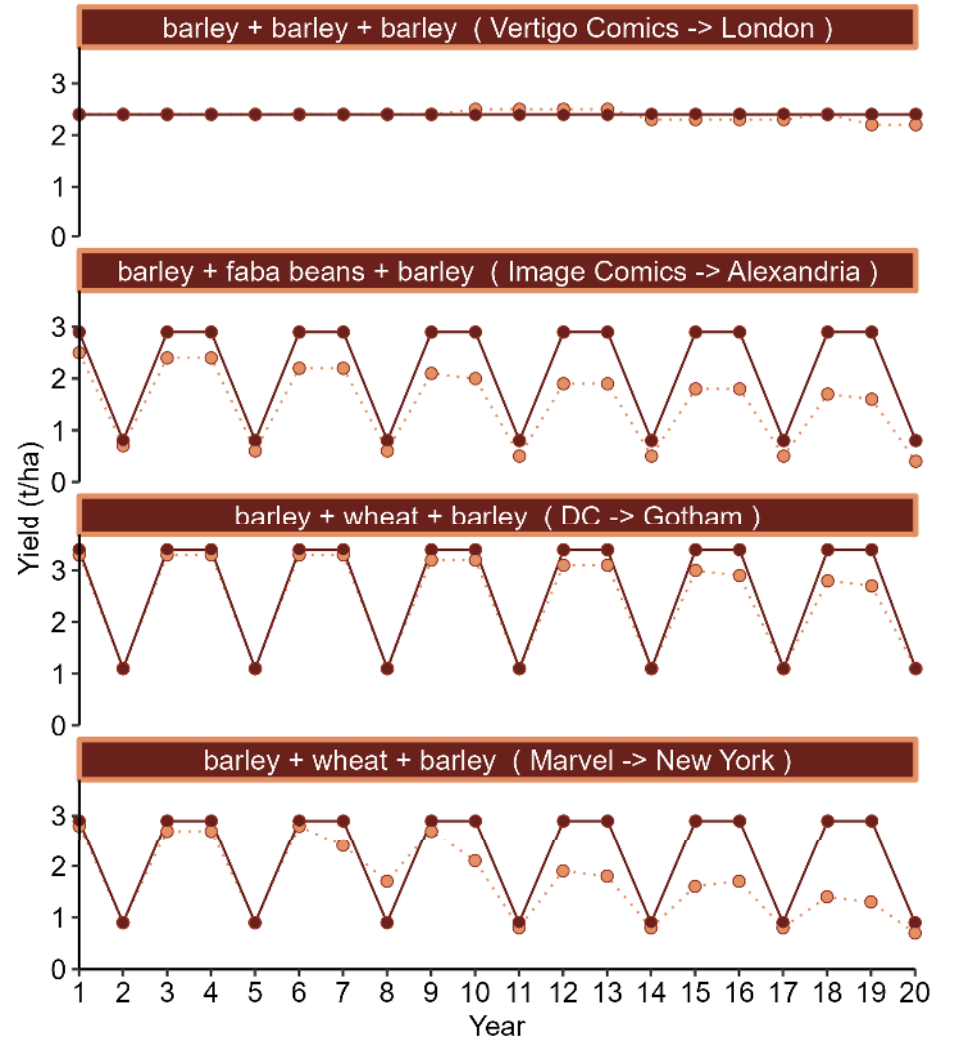 barley + barley + barley ( Vertigo Comics -> London )
3
2
1
0
barley + faba beans + barley ( Image Comics -> Alexandria )
3
2
1
0
Yield (t/ha)
barley + wheat + barley ( DC -> Gotham )
3
2
1
0
barley + wheat + barley ( Marvel -> New York )
3
2
1
0
1 2 3 4 5 6 7 8 9 10 11 12 13 14 15 16 17 18 19 20
Year